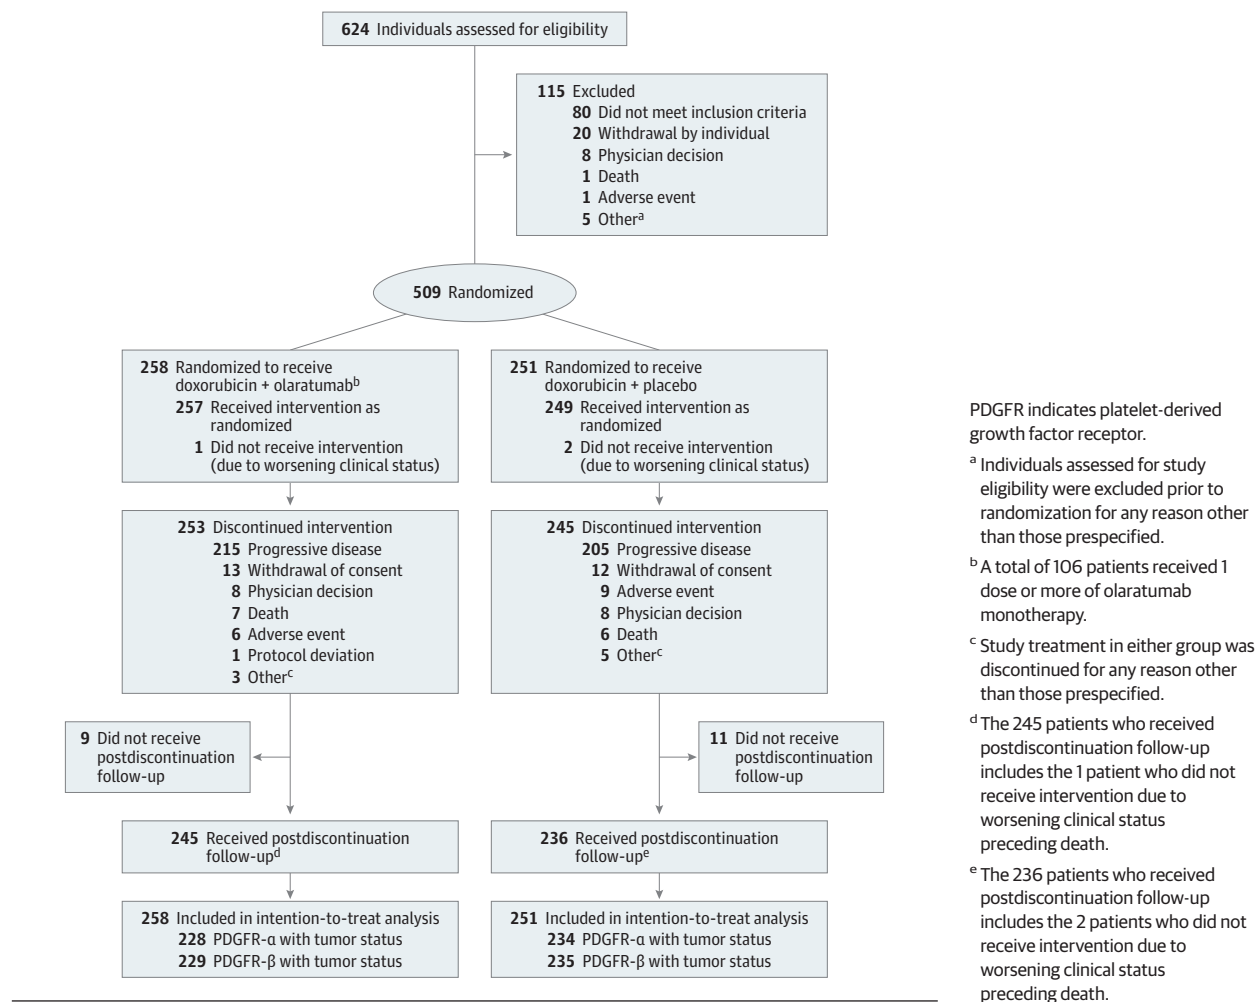 624 Individuals assessed for eligibility
115 Excluded
80 Did not meet inclusion criteria
20 Withdrawal by individual
8 Physician decision
1 Death
1 Adverse event
5 Otherᵃ
509 Randomized
258 Randomized to receive
doxorubicin + olaratumabᵇ
257 Received intervention as
randomized
1 Did not receive intervention
(due to worsening clinical status)
251 Randomized to receive
doxorubicin + placebo
249 Received intervention as
randomized
2 Did not receive intervention
(due to worsening clinical status)
253 Discontinued intervention
215 Progressive disease
13 Withdrawal of consent
8 Physician decision
7 Death
6 Adverse event
1 Protocol deviation
3 Otherᶜ
245 Discontinued intervention
205 Progressive disease
12 Withdrawal of consent
9 Adverse event
8 Physician decision
6 Death
5 Otherᶜ
9 Did not receive
postdiscontinuation
follow-up
11 Did not receive
postdiscontinuation
follow-up
245 Received postdiscontinuation
follow-upᵈ
236 Received postdiscontinuation
follow-upᵉ
258 Included in intention-to-treat analysis
228 PDGFR-α with tumor status
229 PDGFR-β with tumor status
251 Included in intention-to-treat analysis
234 PDGFR-α with tumor status
235 PDGFR-β with tumor status
PDGFR indicates platelet-derived
growth factor receptor.
ᵃ Individuals assessed for study
eligibility were excluded prior to
randomization for any reason other
than those prespecified.
ᵇ A total of 106 patients received 1
dose or more of olaratumab
monotherapy.
ᶜ Study treatment in either group was
discontinued for any reason other
than those prespecified.
ᵈ The 245 patients who received
postdiscontinuation follow-up
includes the 1 patient who did not
receive intervention due to
worsening clinical status
preceding death.
ᵉ The 236 patients who received
postdiscontinuation follow-up
includes the 2 patients who did not
receive intervention due to
worsening clinical status
preceding death.